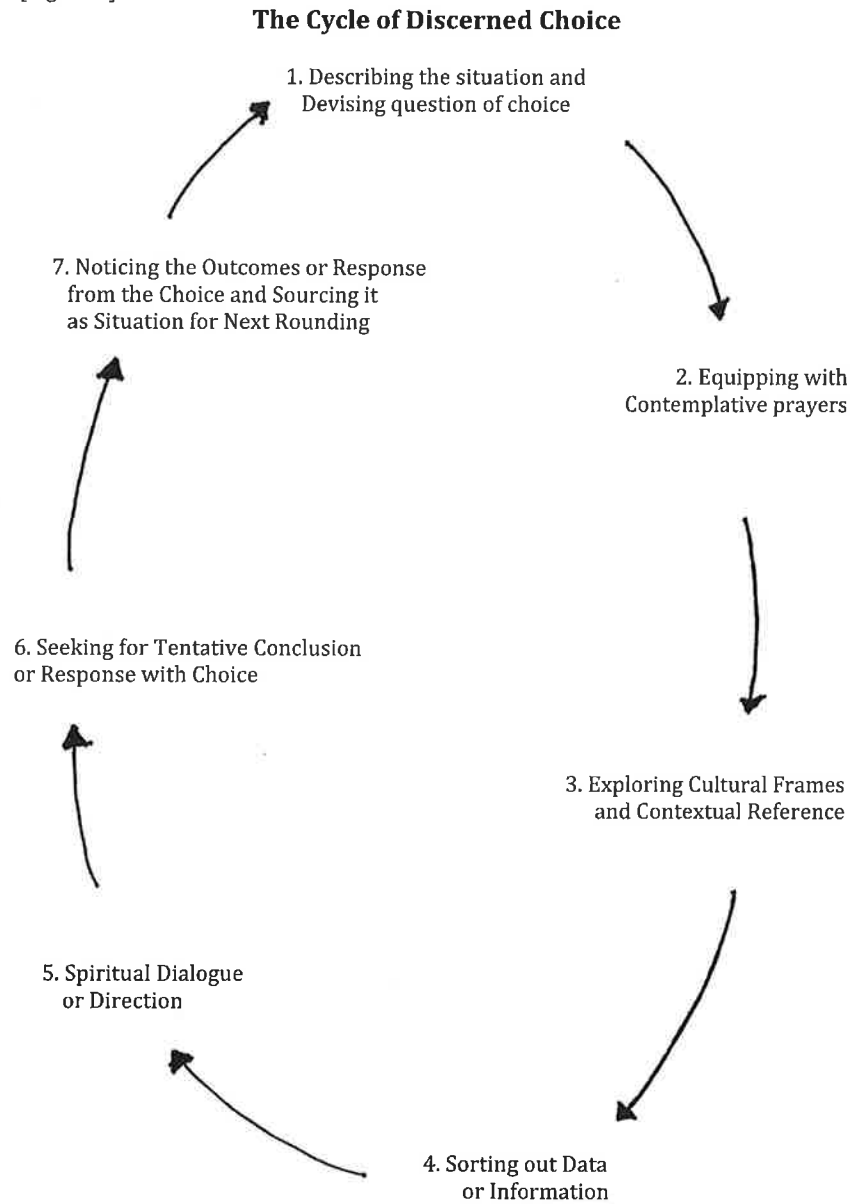 The Cycle of Discerned Choice
1. Describing the situation and
Devising question of choice
2. Equipping with
Contemplative prayers
3. Exploring Cultural Frames
and Contextual Reference
4. Sorting out Data
or Information
5. Spiritual Dialogue
or Direction
6. Seeking for Tentative Conclusion
or Response with Choice
7. Noticing the Outcomes or Response
from the Choice and Sourcing it
as Situation for Next Rounding